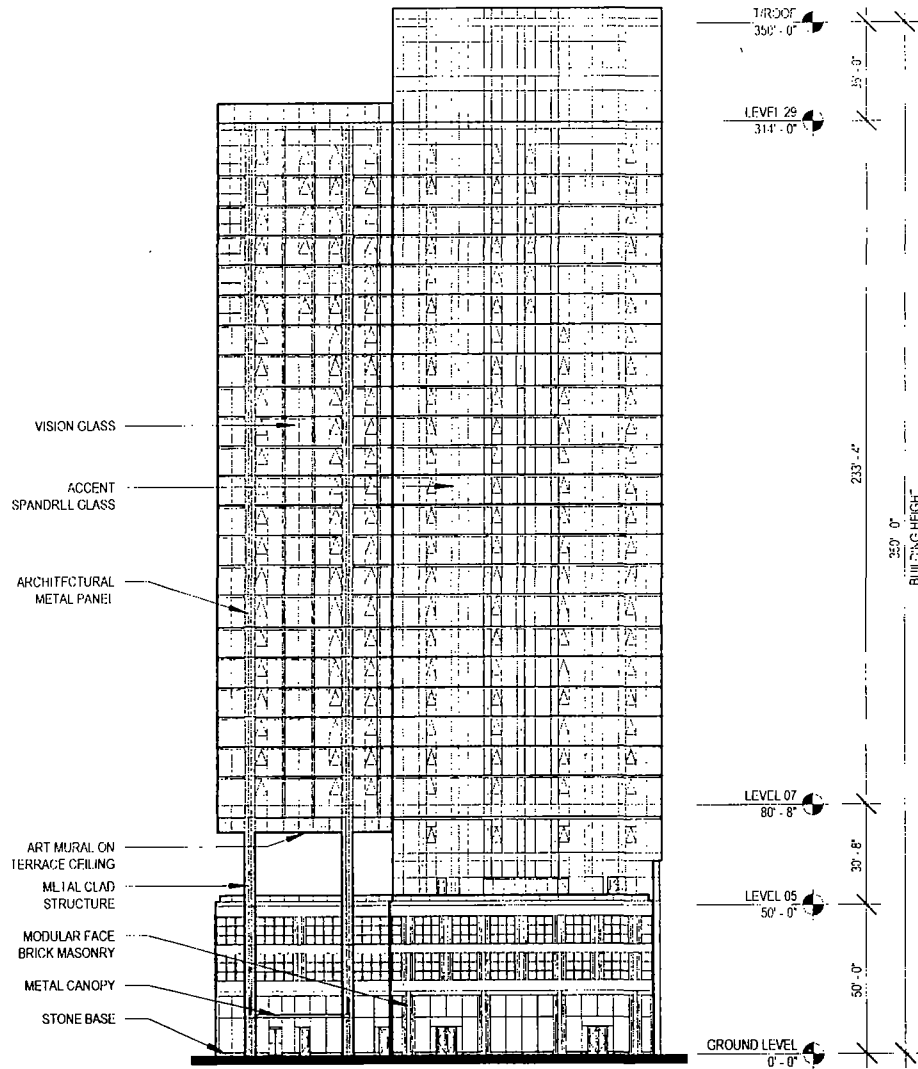 T/ROOF
350' - 0"
LEVEL 29
314' - 0"
VISION GLASS
ACCENT
SPANDRLL GLASS
233' - 4"
350' 0"
BUILDING HEIGHT
ARCHITFCTURAL
METAL PANEL
LEVEL 07
80' - 8"
ART MURAL ON
TERRACE CEILING
30' - 8"
METAL CLAD
STRUCTURE
LEVEL 05
50' - 0"
MODULAR FACE
BRICK MASONRY
METAL CANOPY
50' - 0"
STONE BASE
GROUND LEVEL
0' - 0"